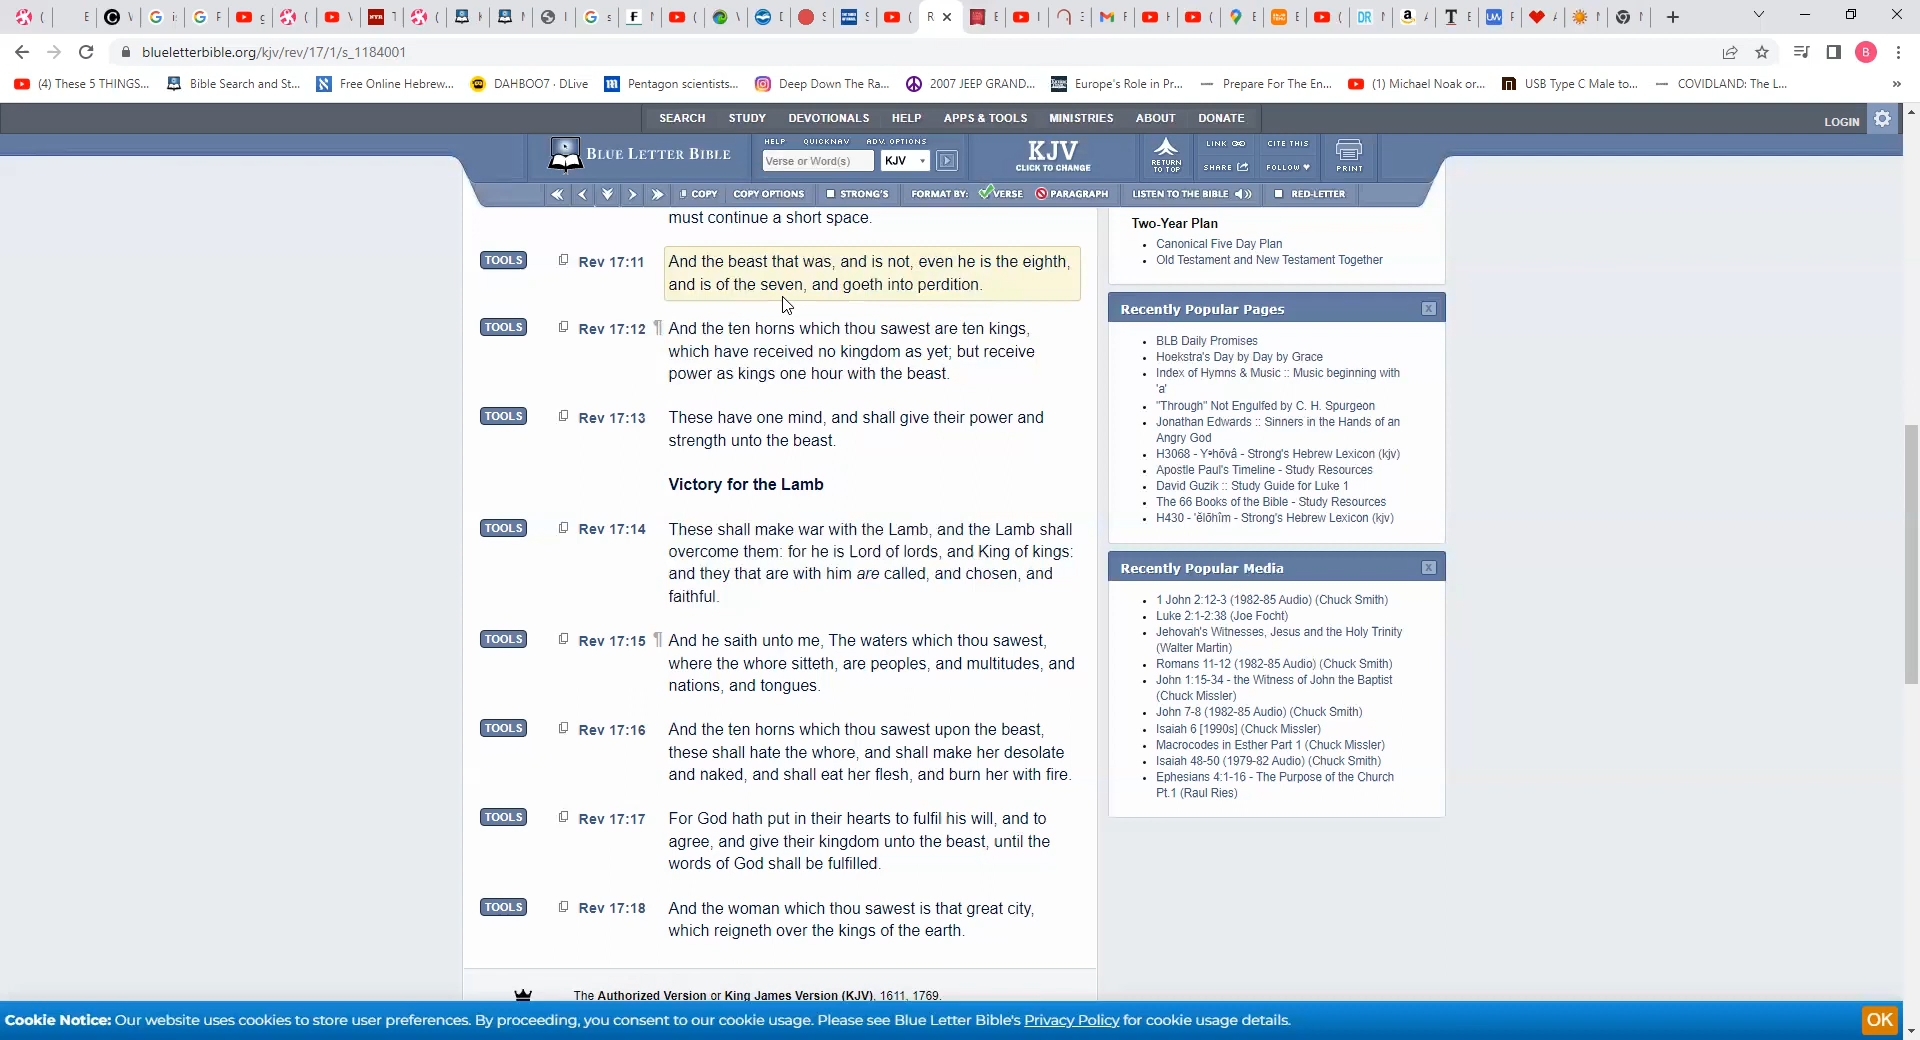 blueletterbible.org/kjv/rev/17/1/s_1184001
(4) These 5 THINGS...
Bible Search and St...
Free Online Hebrew...
DAHBOO7 · DLive
Pentagon scientists...
Deep Down The Ra...
2007 JEEP GRAND...
Europe's Role in Pr...
Prepare For The En...
(1) Michael Noak or...
USB Type C Male to...
COVIDLAND: The L...
SEARCH STUDY DEVOTIONALS HELP APPS & TOOLS MINISTRIES ABOUT DONATE
LOGIN
BLUE LETTER BIBLE
HELP QUICKNAV ADV. OPTIONS
Verse or Word(s)
KJV
KJV
CLICK TO CHANGE
RETURN
TO TOP
LINK
CITE THIS
SHARE
FOLLOW
PRINT
COPY COPY OPTIONS STRONG'S FORMAT BY: VERSE PARAGRAPH LISTEN TO THE BIBLE RED-LETTER
must continue a short space.
TOOLS Rev 17:11 And the beast that was, and is not, even he is the eighth,
and is of the seven, and goeth into perdition.
TOOLS Rev 17:12 ¶ And the ten horns which thou sawest are ten kings,
which have received no kingdom as yet; but receive
power as kings one hour with the beast.
TOOLS Rev 17:13 These have one mind, and shall give their power and
strength unto the beast.
Victory for the Lamb
TOOLS Rev 17:14 These shall make war with the Lamb, and the Lamb shall
overcome them: for he is Lord of lords, and King of kings:
and they that are with him are called, and chosen, and
faithful.
TOOLS Rev 17:15 ¶ And he saith unto me, The waters which thou sawest,
where the whore sitteth, are peoples, and multitudes, and
nations, and tongues.
TOOLS Rev 17:16 And the ten horns which thou sawest upon the beast,
these shall hate the whore, and shall make her desolate
and naked, and shall eat her flesh, and burn her with fire.
TOOLS Rev 17:17 For God hath put in their hearts to fulfil his will, and to
agree, and give their kingdom unto the beast, until the
words of God shall be fulfilled.
TOOLS Rev 17:18 And the woman which thou sawest is that great city,
which reigneth over the kings of the earth.
The Authorized Version or King James Version (KJV), 1611, 1769.
Two-Year Plan
Canonical Five Day Plan
Old Testament and New Testament Together
Recently Popular Pages
BLB Daily Promises
Hoekstra's Day by Day by Grace
Index of Hymns & Music :: Music beginning with
'a'
"Through" Not Engulfed by C. H. Spurgeon
Jonathan Edwards :: Sinners in the Hands of an
Angry God
H3068 - Yᵊhōvâ - Strong's Hebrew Lexicon (kjv)
Apostle Paul's Timeline - Study Resources
David Guzik :: Study Guide for Luke 1
The 66 Books of the Bible - Study Resources
H430 - 'ĕlōhîm - Strong's Hebrew Lexicon (kjv)
Recently Popular Media
1 John 2:12-3 (1982-85 Audio) (Chuck Smith)
Luke 2:1-2:38 (Joe Focht)
Jehovah's Witnesses, Jesus and the Holy Trinity
(Walter Martin)
Romans 11-12 (1982-85 Audio) (Chuck Smith)
John 1:15-34 - the Witness of John the Baptist
(Chuck Missler)
John 7-8 (1982-85 Audio) (Chuck Smith)
Isaiah 6 [1990s] (Chuck Missler)
Macrocodes in Esther Part 1 (Chuck Missler)
Isaiah 48-50 (1979-82 Audio) (Chuck Smith)
Ephesians 4:1-16 - The Purpose of the Church
Pt.1 (Raul Ries)
Cookie Notice: Our website uses cookies to store user preferences. By proceeding, you consent to our cookie usage. Please see Blue Letter Bible's Privacy Policy for cookie usage details.
OK